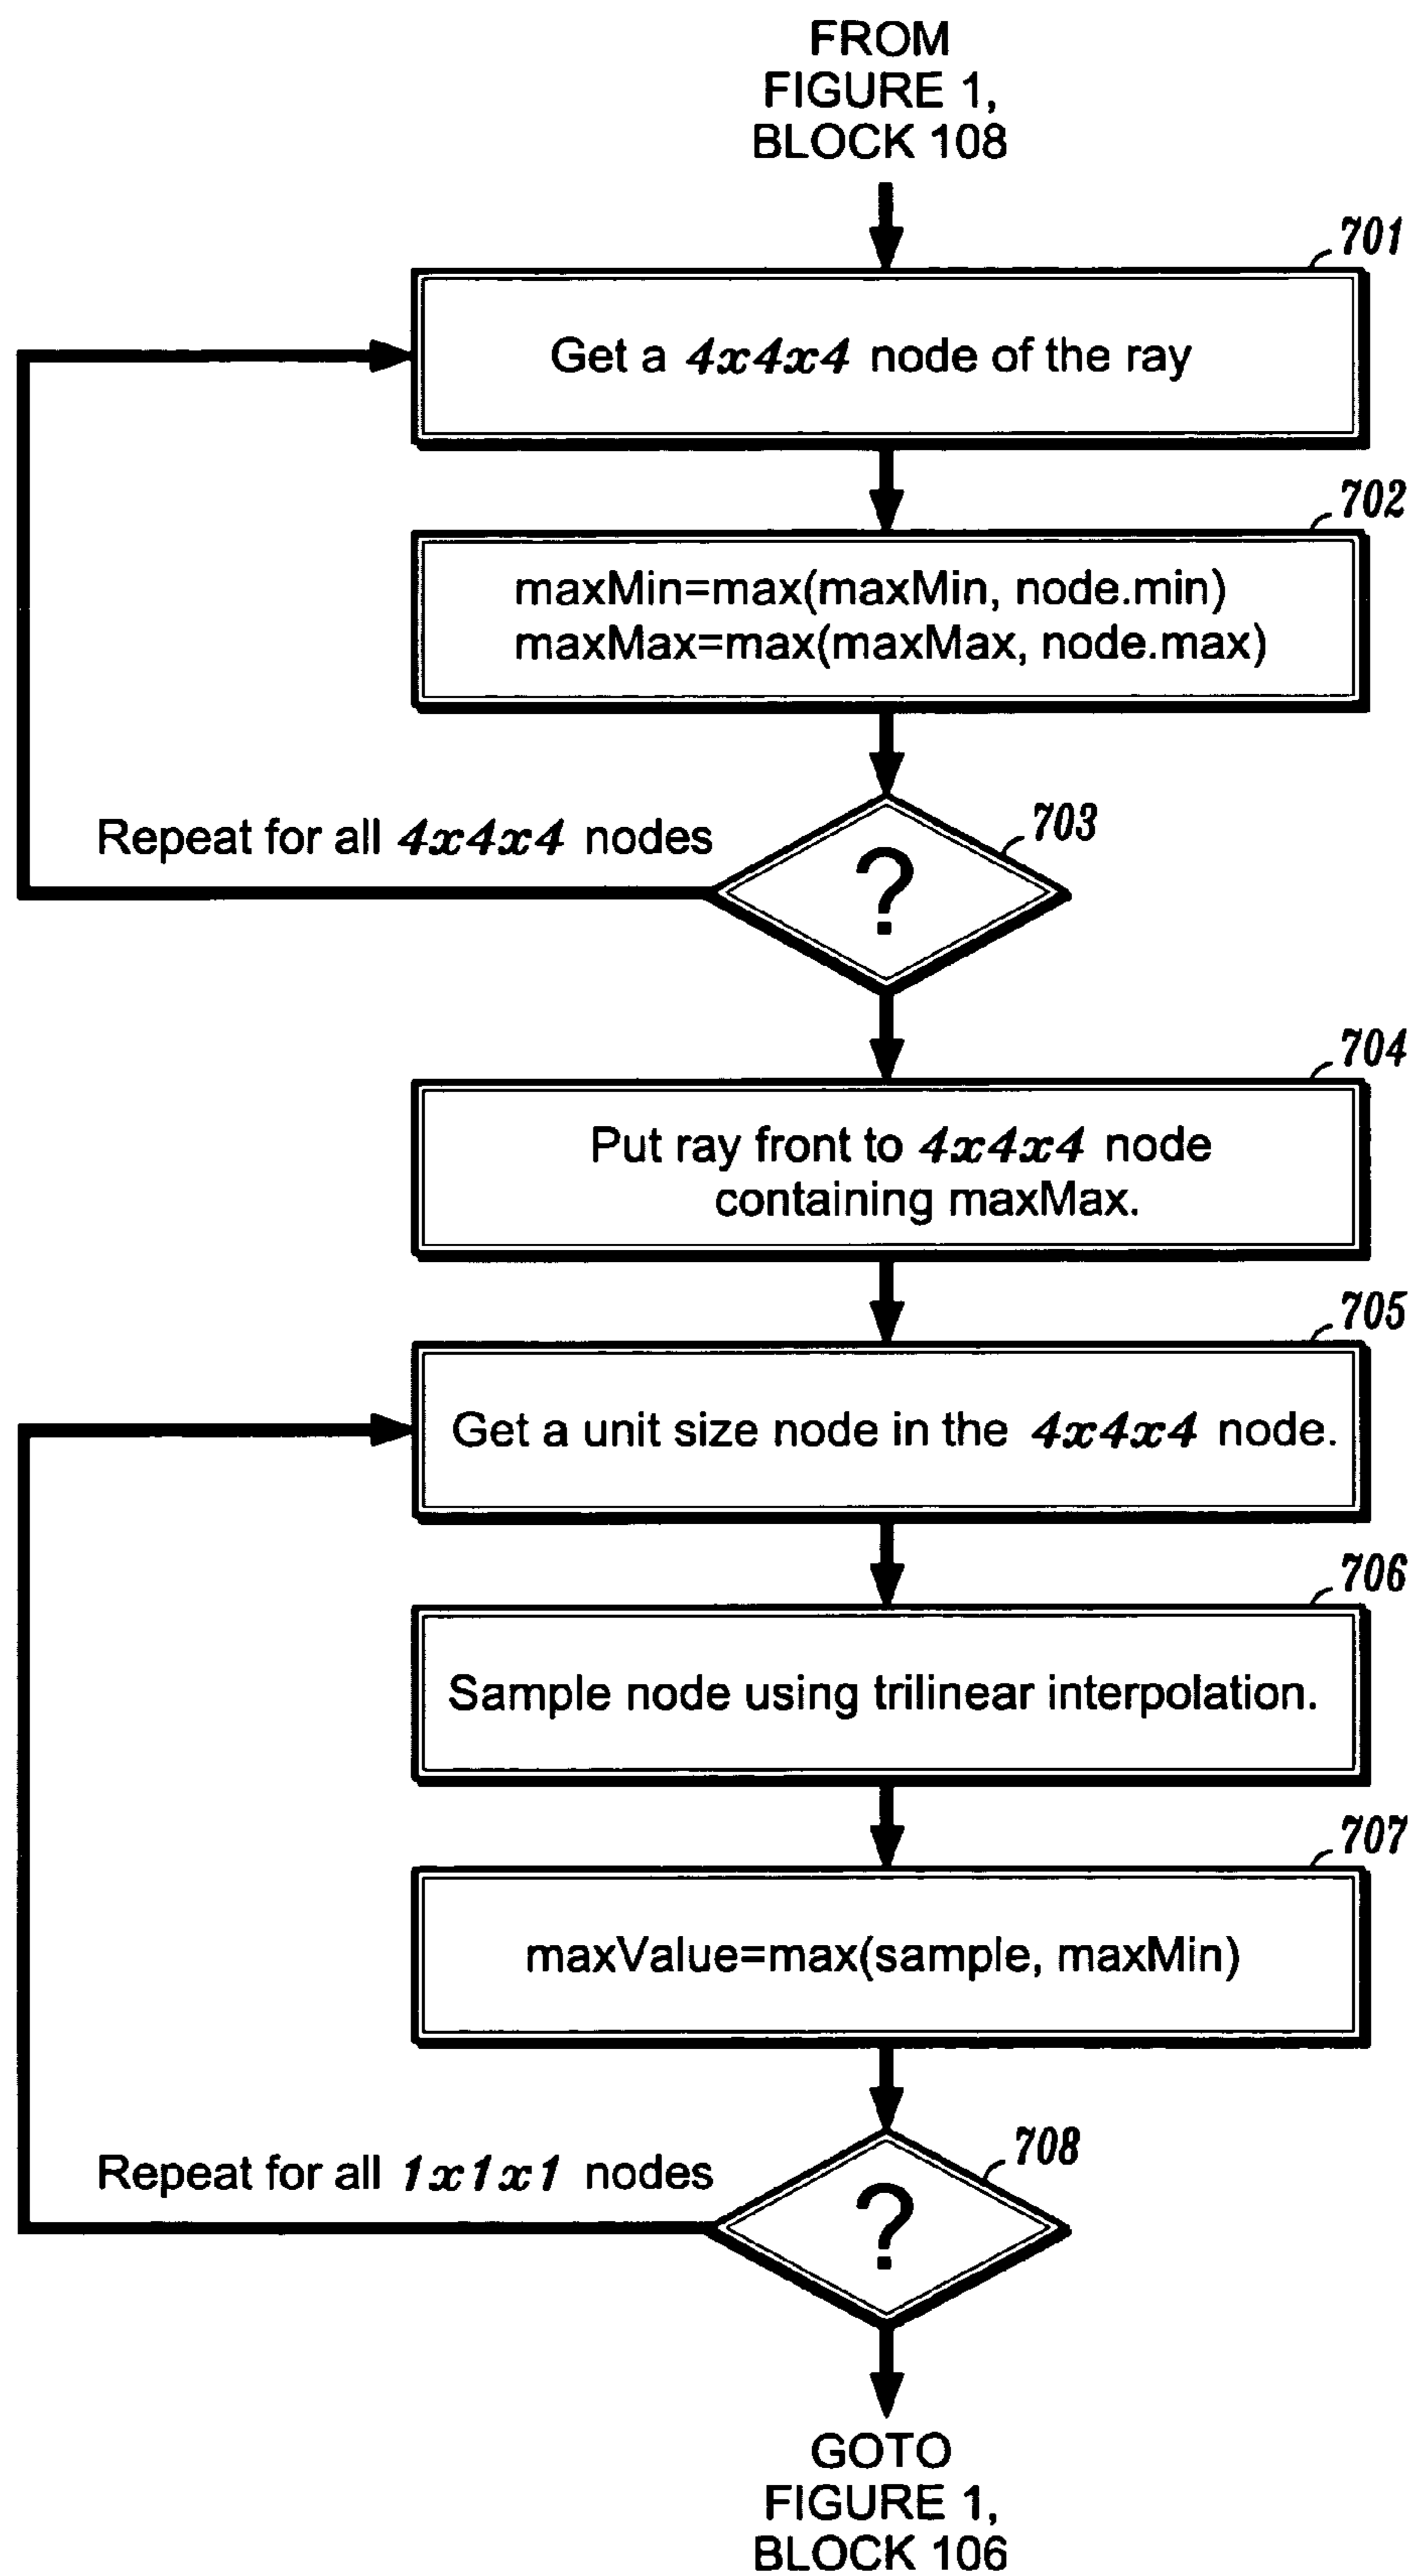 FROM
FIGURE 1,
BLOCK 108
701
Get a 4x4x4 node of the ray
702
maxMin=max(maxMin, node.min)
maxMax=max(maxMax, node.max)
703
Repeat for all 4x4x4 nodes
?
704
Put ray front to 4x4x4 node
containing maxMax.
705
Get a unit size node in the 4x4x4 node.
706
Sample node using trilinear interpolation.
707
maxValue=max(sample, maxMin)
708
Repeat for all 1x1x1 nodes
?
GOTO
FIGURE 1,
BLOCK 106